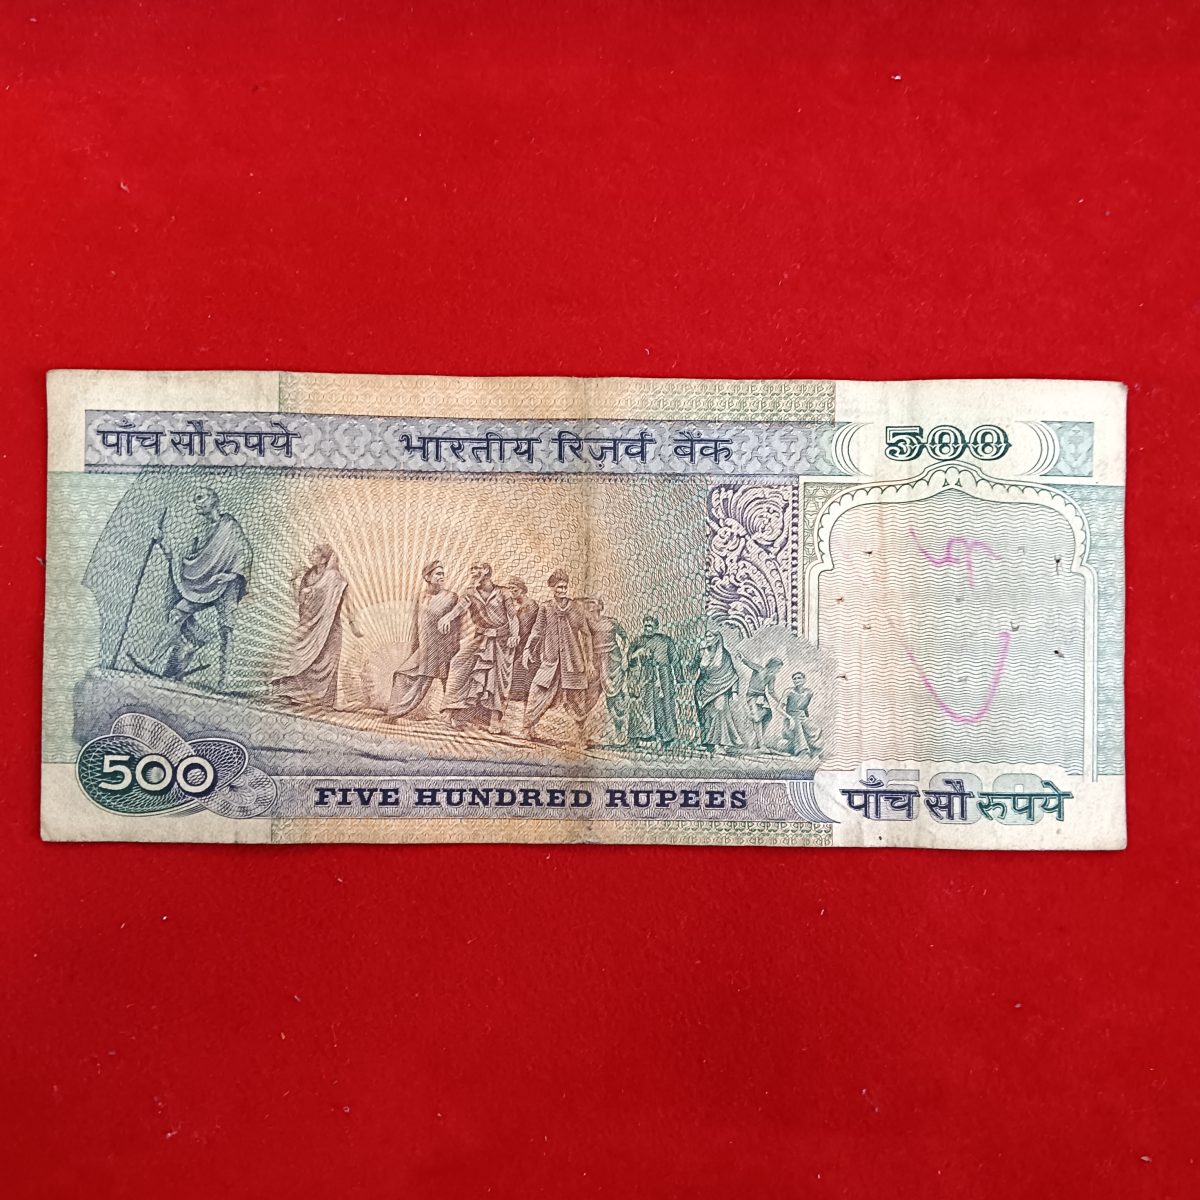 पाँच सौ रुपये भारतीय रिज़र्व बैंक 500
500 FIVE HUNDRED RUPEES पाँच सौ रुपये